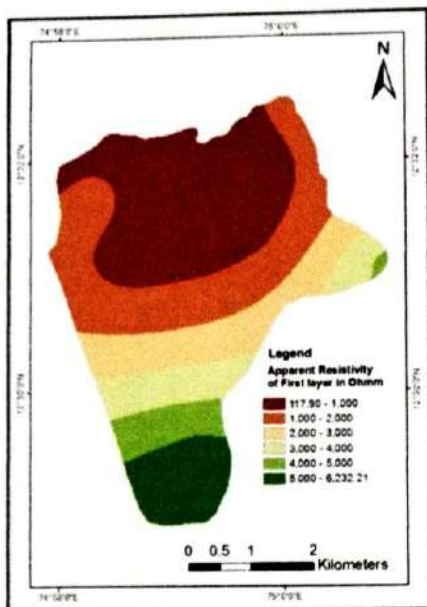 74°58'0"E 75°0'0"E
N
Legend
Apparent Resistivity
of First layer in Ohmm
117.90 - 1,000
1,000 - 2,000
2,000 - 3,000
3,000 - 4,000
4,000 - 5,000
5,000 - 6,232.21
0 0.5 1 2
Kilometers
74°58'0"E 75°0'0"E